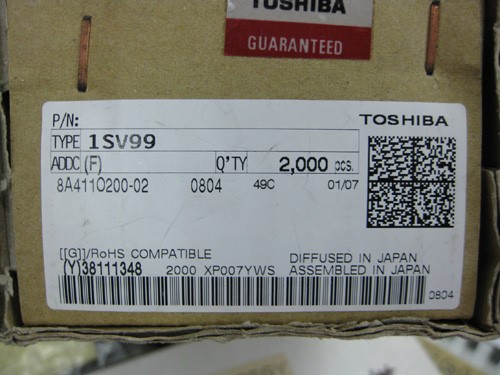 TOSHIBA
GUARANTEED
P/N:
TOSHIBA
TYPE 1SV99
ADDC (F) Q'TY 2,000 pcs.
8A411O200-02 0804 49C 01/07
[[G]]/RoHS COMPATIBLE DIFFUSED IN JAPAN
(Y)38111348 2000 XP007YWS ASSEMBLED IN JAPAN
0804